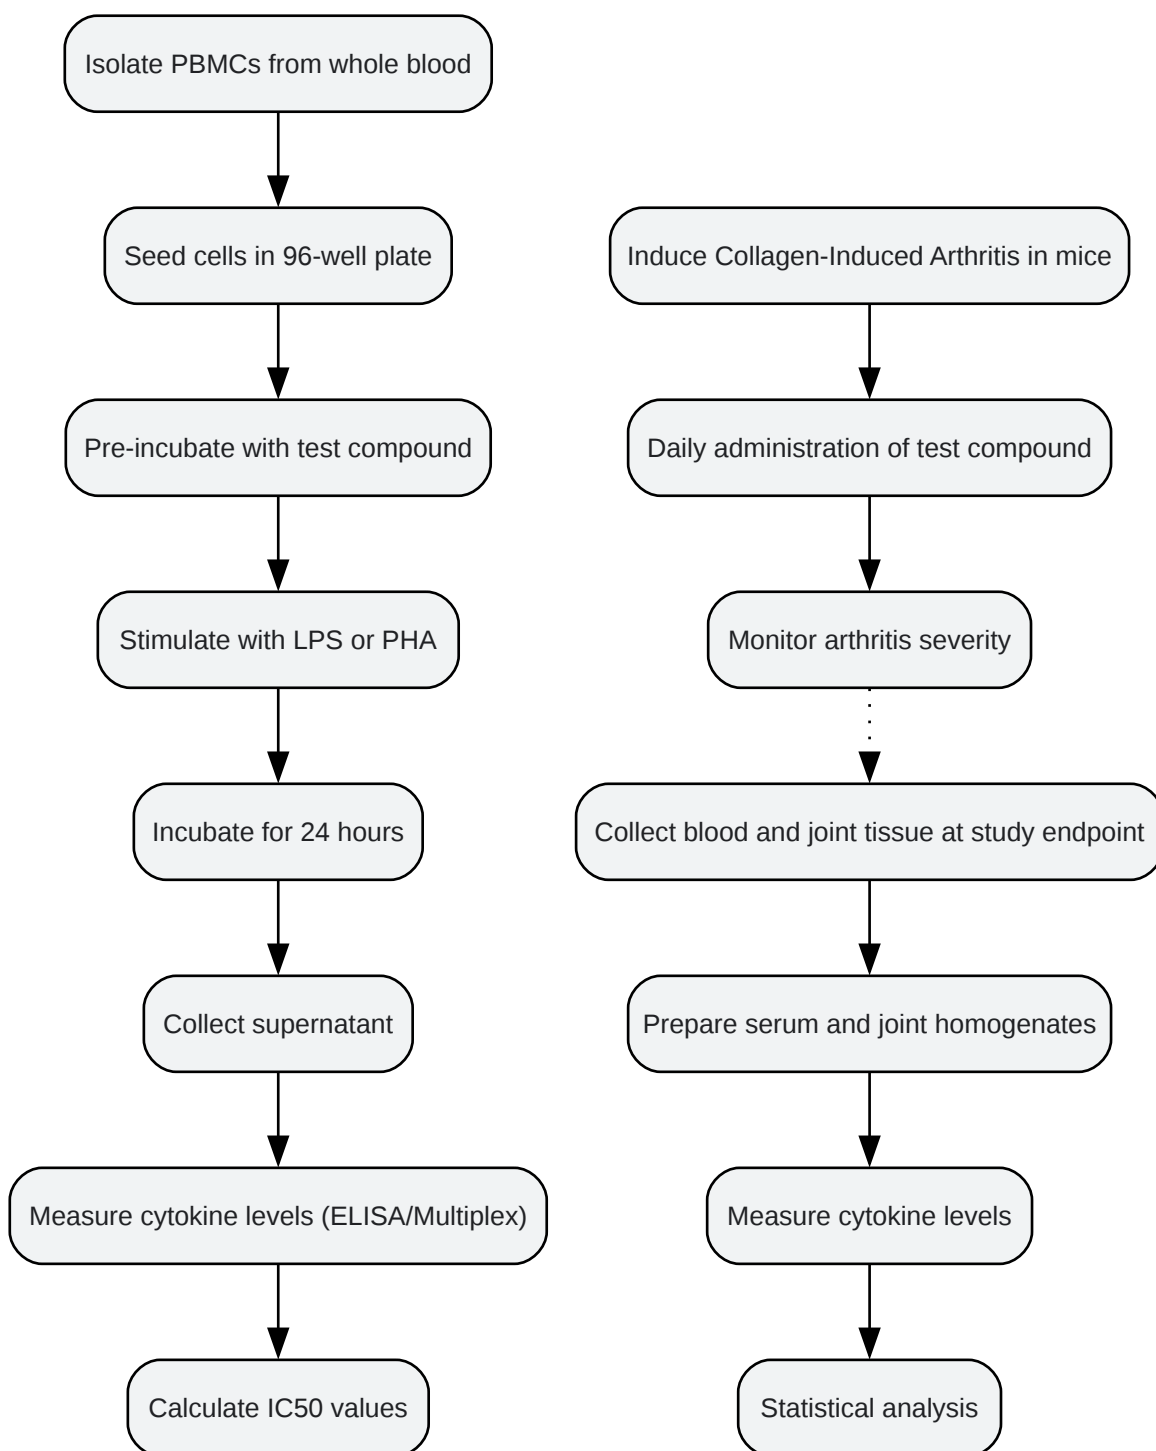 Isolate PBMCs from whole blood
Seed cells in 96-well plate
Pre-incubate with test compound
Stimulate with LPS or PHA
Incubate for 24 hours
Collect supernatant
Measure cytokine levels (ELISA/Multiplex)
Calculate IC50 values
Induce Collagen-Induced Arthritis in mice
Daily administration of test compound
Monitor arthritis severity
Collect blood and joint tissue at study endpoint
Prepare serum and joint homogenates
Measure cytokine levels
Statistical analysis